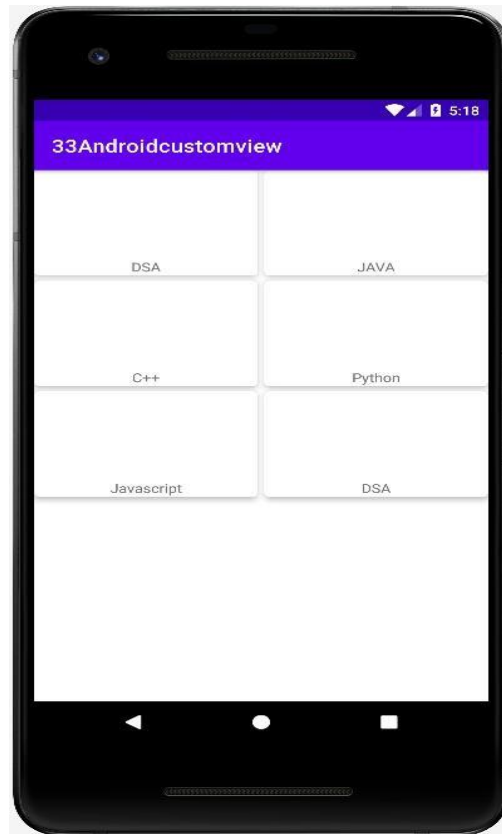 5:18
33Androidcustomview
DSA
JAVA
C++
Python
Javascript
DSA